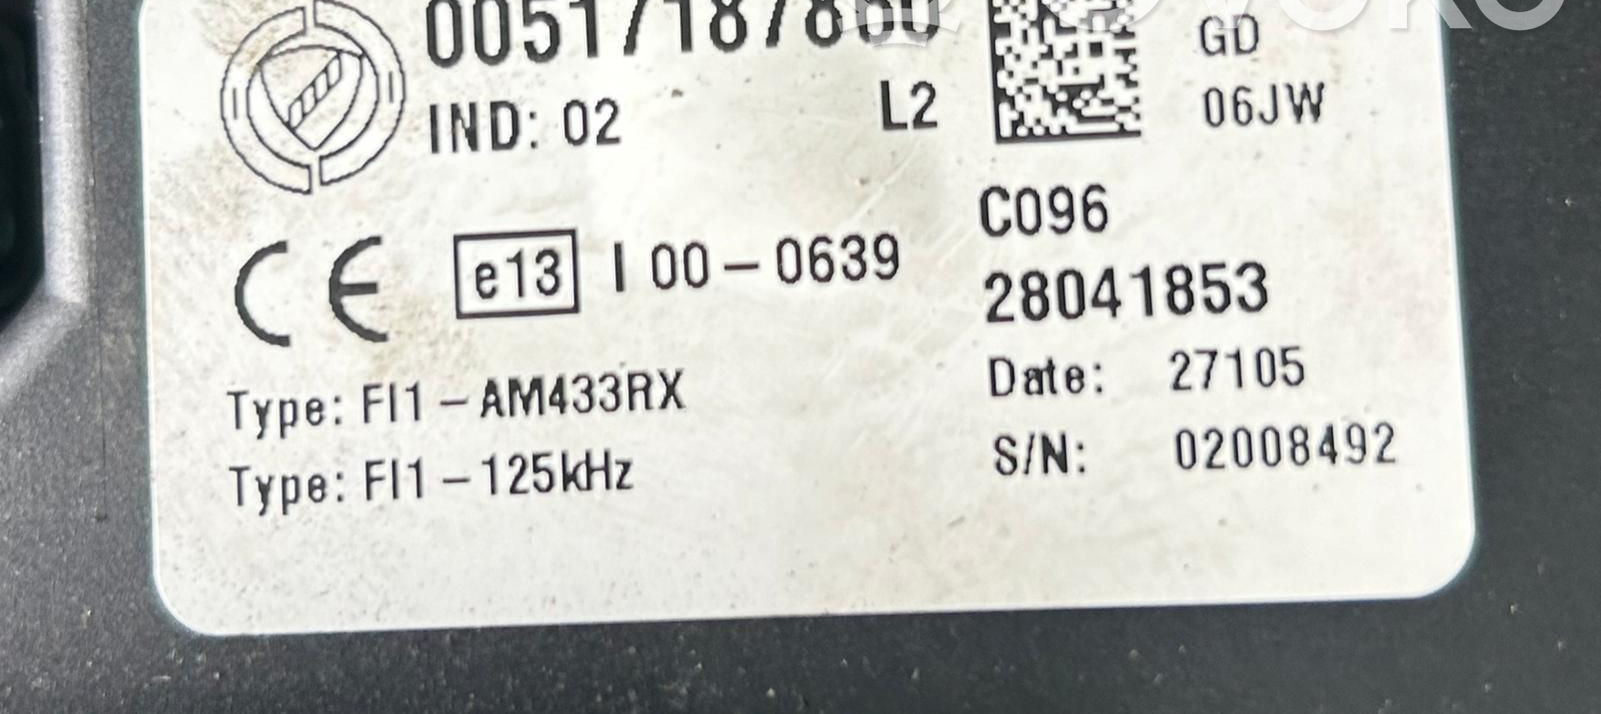 GD
IND: 02 L2
06JW
C096
e13 I 00-0639
28041853
Type: FI1-AM433RX
Date: 27105
Type: FI1-125kHz
S/N: 02008492